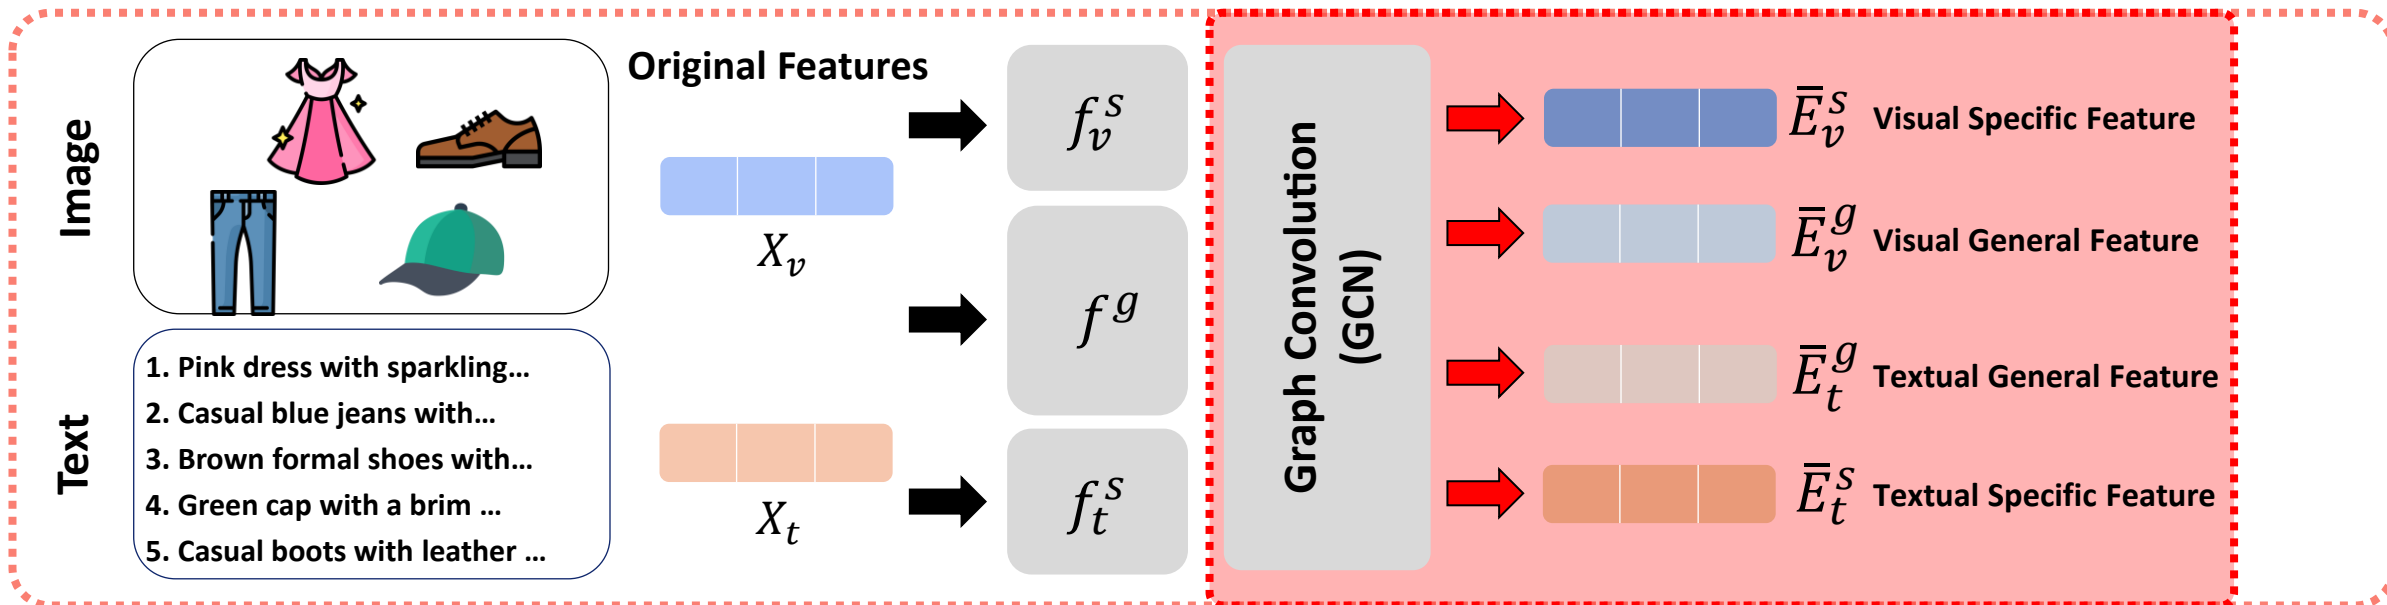 Image
Text
1. Pink dress with sparkling...
2. Casual blue jeans with...
3. Brown formal shoes with...
4. Green cap with a brim ...
5. Casual boots with leather ...
Original Features
X_v
X_t
f_v^s
f^g
f_t^s
Graph Convolution
(GCN)
Ē_v^s Visual Specific Feature
Ē_v^g Visual General Feature
Ē_t^g Textual General Feature
Ē_t^s Textual Specific Feature